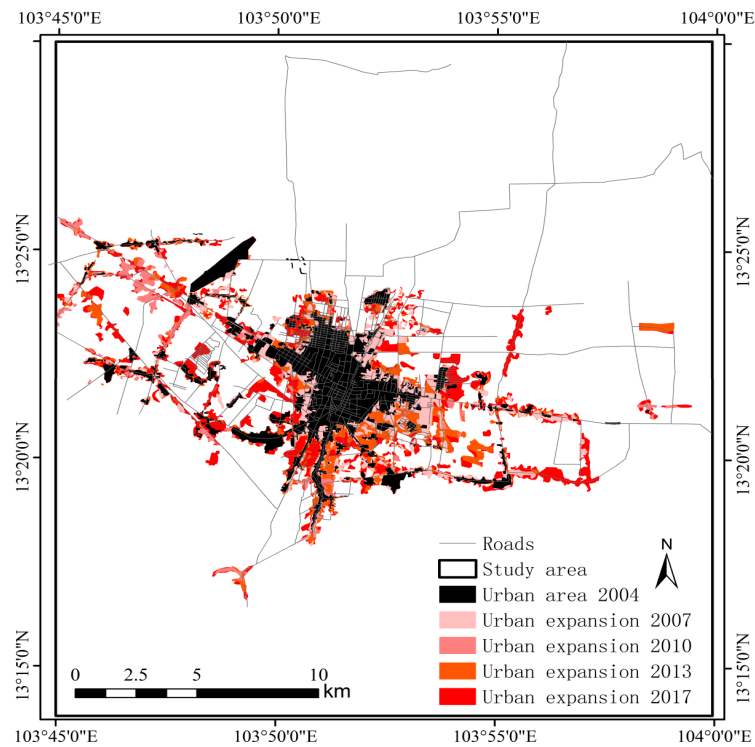 103°45'0"E 103°50'0"E 103°55'0"E 104°00'0"E
13°25'0"N 13°25'0"N
13°20'0"N 13°20'0"N
N
Roads
Study area
Urban area 2004
Urban expansion 2007
Urban expansion 2010
Urban expansion 2013
Urban expansion 2017
13°15'0"N 13°15'0"N
0 2.5 5 10
km
103°45'0"E 103°50'0"E 103°55'0"E 104°00'0"E